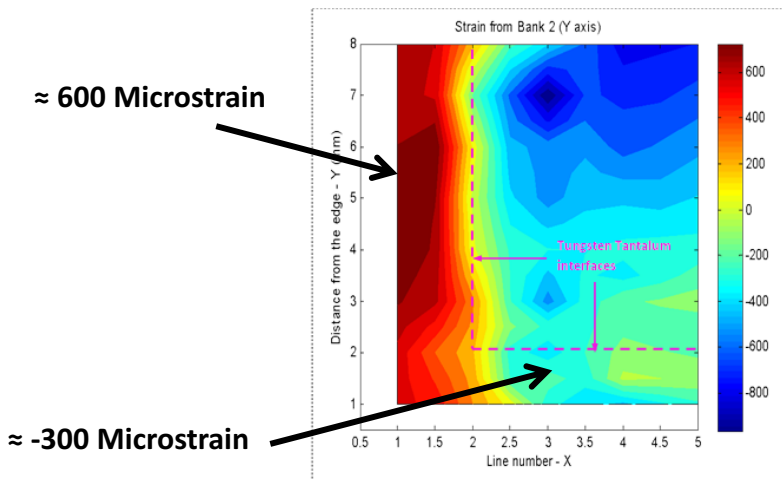 Strain from Bank 2 (Y axis)
≈ 600 Microstrain
≈ -300 Microstrain
Distance from the edge - Y (mm)
8
7
6
5
4
3
2
1
Tungsten Tantalum
interfaces
0.5 1 1.5 2 2.5 3 3.5 4 4.5 5
Line number - X
600
400
200
0
-200
-400
-600
-800